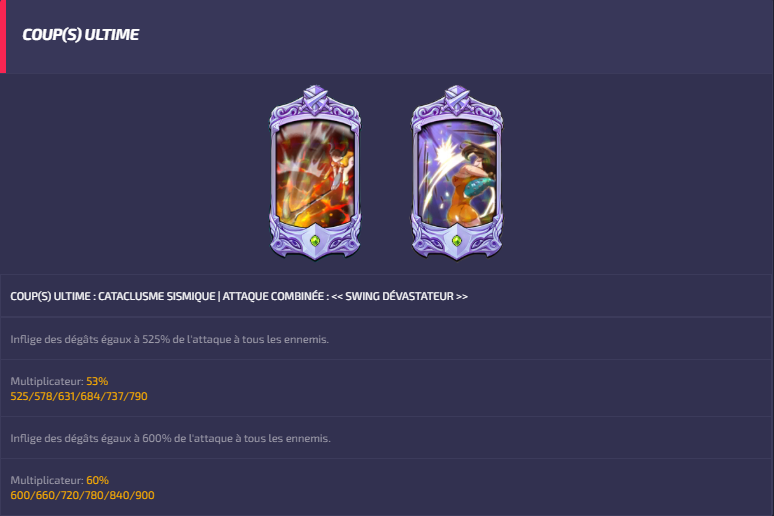 COUP(S) ULTIME
COUP(S) ULTIME : CATACLUSME SISMIQUE | ATTAQUE COMBINÉE : << SWING DÉVASTATEUR >>
Inflige des dégâts égaux à 525% de l'attaque à tous les ennemis.
Multiplicateur: 53%
525/578/631/684/737/790
Inflige des dégâts égaux à 600% de l'attaque à tous les ennemis.
Multiplicateur: 60%
600/660/720/780/840/900